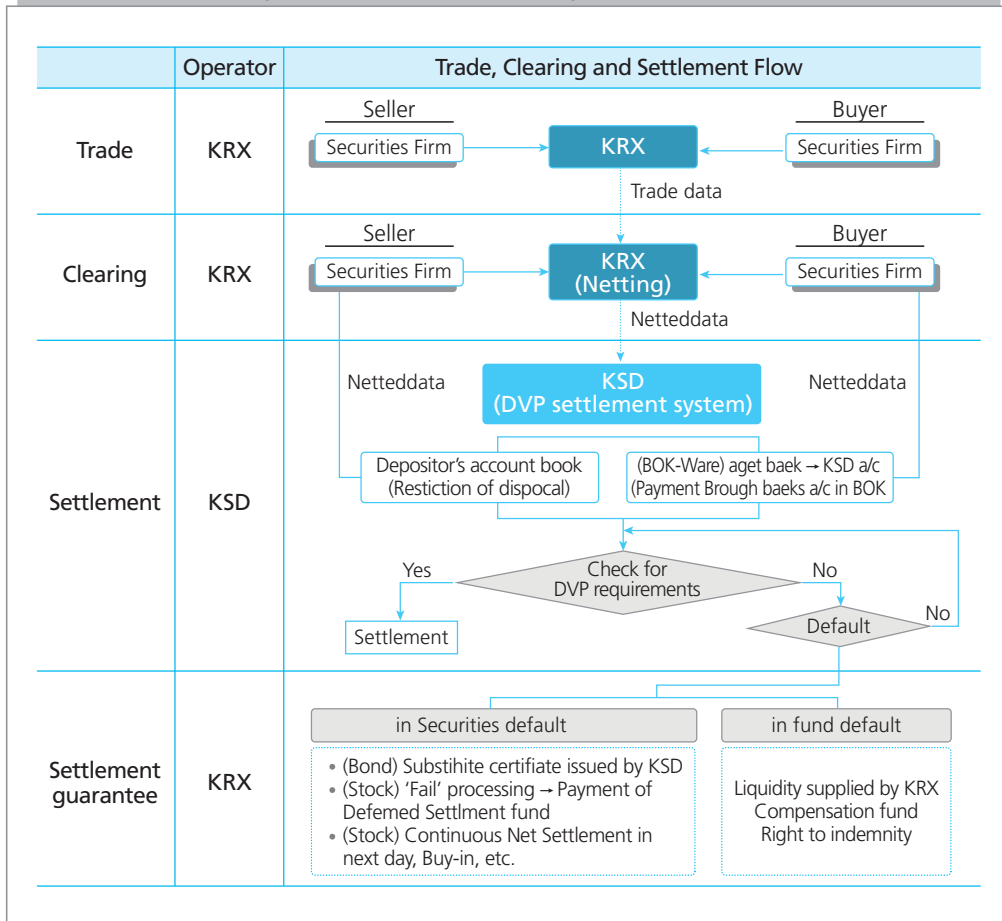 Operator
Trade, Clearing and Settlement Flow
Trade
KRX
Seller
Securities Firm
KRX
Buyer
Securities Firm
Trade data
Clearing
KRX
Seller
Securities Firm
KRX
(Netting)
Buyer
Securities Firm
Netteddata
Settlement
KSD
Netteddata
KSD
(DVP settlement system)
Netteddata
Depositor's account book
(Restiction of dispocal)
(BOK-Ware) aget baek → KSD a/c
(Payment Brough baeks a/c in BOK
Yes
Check for
DVP requirements
No
Settlement
Default
No
Settlement
guarantee
KRX
in Securities default
• (Bond) Substihite certifiate issued by KSD
• (Stock) 'Fail' processing → Payment of
Defemed Settlment fund
• (Stock) Continuous Net Settlement in
next day, Buy-in, etc.
in fund default
Liquidity supplied by KRX
Compensation fund
Right to indemnity